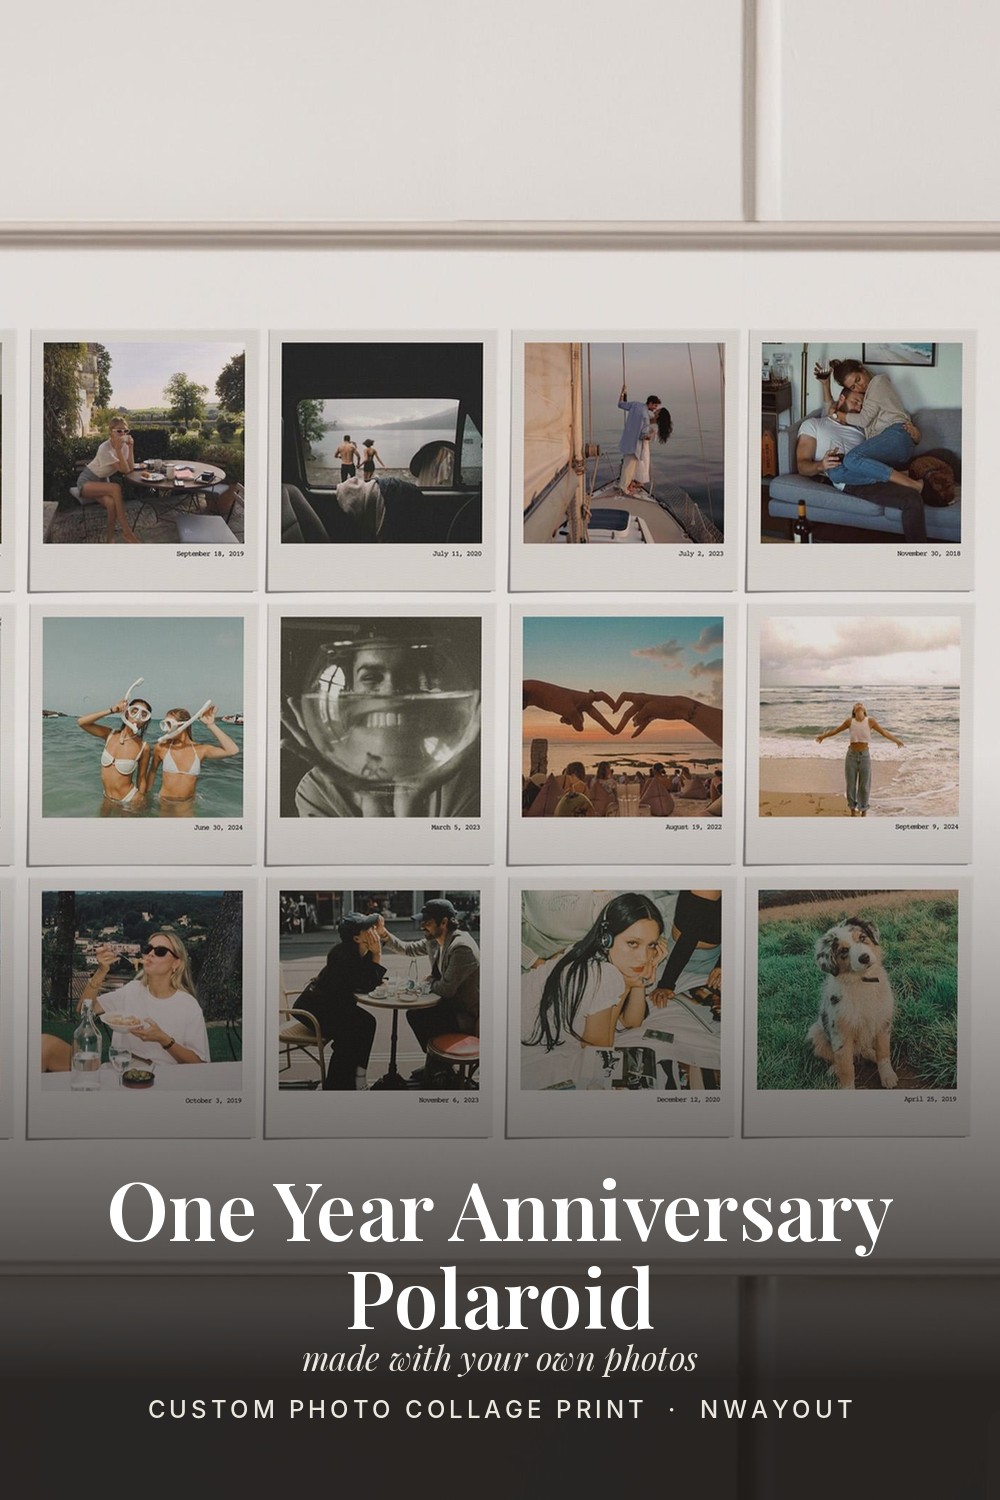 September 18, 2019
July 11, 2020
July 2, 2023
November 30, 2018
June 30, 2024
March 5, 2023
August 19, 2022
September 9, 2024
October 3, 2019
November 6, 2023
December 12, 2020
April 25, 2019
One Year Anniversary
Polaroid
made with your own photos
CUSTOM PHOTO COLLAGE PRINT · NWAYOUT